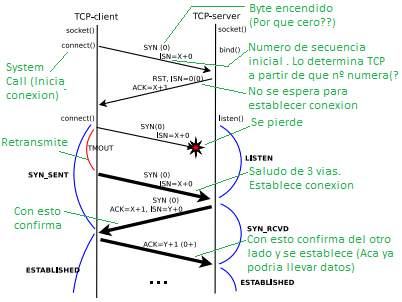 Byte encendido
(Por que cero??)
TCP-client
TCP-server
socket()
socket()
connect()
SYN (0)
ISN=X+0
bind()
Numero de secuencia
inicial . Lo determina TCP
a partir de que nº numera(?
System
Call (Inicia
conexion)
RST, ISN=0(0)
ACK=X+1
No se espera para
establecer conexion
connect()
listen()
SYN(0)
ISN=X+0
Se pierde
Retransmite
TMOUT
LISTEN
SYN_SENT
SYN (0)
ISN=X+0
Saludo de 3 vias.
Establece conexion
SYN (0)
ACK=X+1, ISN=Y+0
Con esto
confirma
SYN_RCVD
ACK=Y+1 (0+)
Con esto confirma del otro
lado y se establece (Aca ya
podria llevar datos)
ESTABLISHED
...
ESTABLISHED